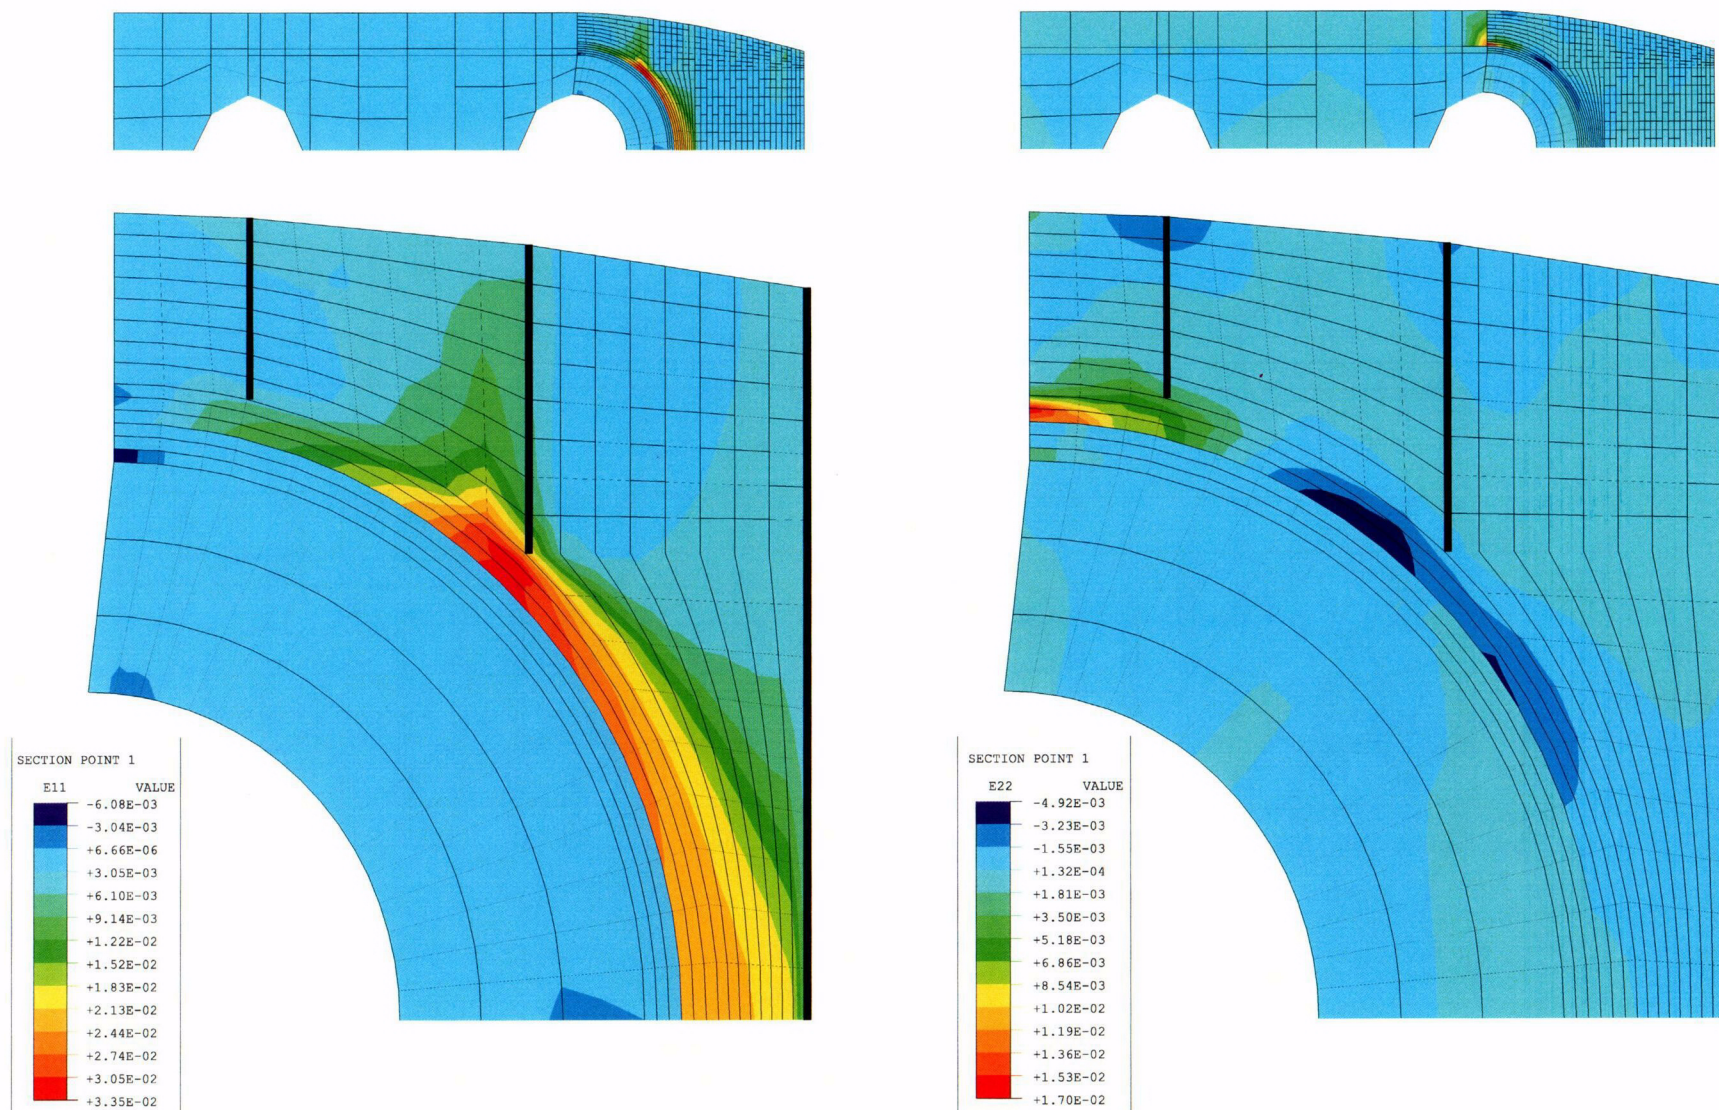 SECTION POINT 1
E11 VALUE
-6.08E-03
-3.04E-03
+6.66E-06
+3.05E-03
+6.10E-03
+9.14E-03
+1.22E-02
+1.52E-02
+1.83E-02
+2.13E-02
+2.44E-02
+2.74E-02
+3.05E-02
+3.35E-02
SECTION POINT 1
E22 VALUE
-4.92E-03
-3.23E-03
-1.55E-03
+1.32E-04
+1.81E-03
+3.50E-03
+5.18E-03
+6.86E-03
+8.54E-03
+1.02E-02
+1.19E-02
+1.36E-02
+1.53E-02
+1.70E-02